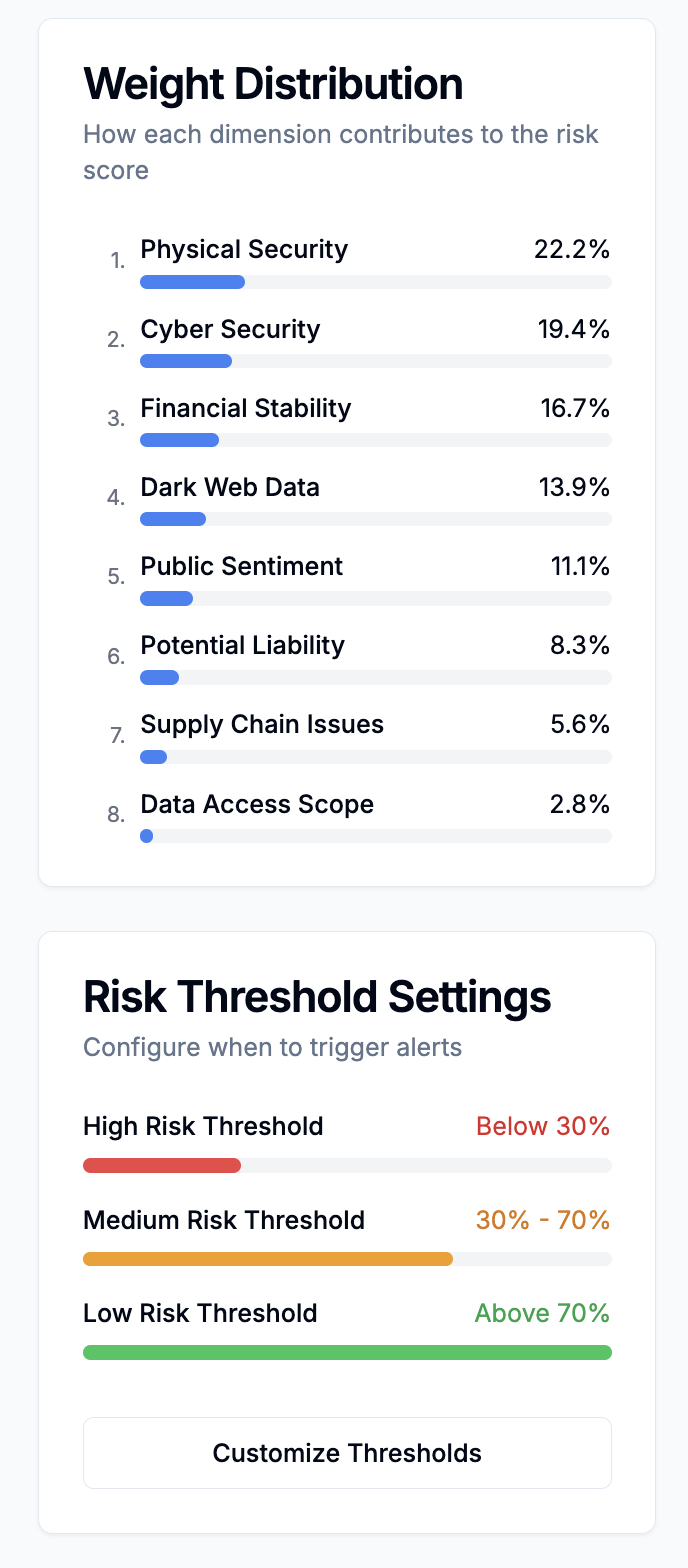 Weight Distribution
How each dimension contributes to the risk
score
1. Physical Security 22.2%
2. Cyber Security 19.4%
3. Financial Stability 16.7%
4. Dark Web Data 13.9%
5. Public Sentiment 11.1%
6. Potential Liability 8.3%
7. Supply Chain Issues 5.6%
8. Data Access Scope 2.8%
Risk Threshold Settings
Configure when to trigger alerts
High Risk Threshold Below 30%
Medium Risk Threshold 30% - 70%
Low Risk Threshold Above 70%
Customize Thresholds